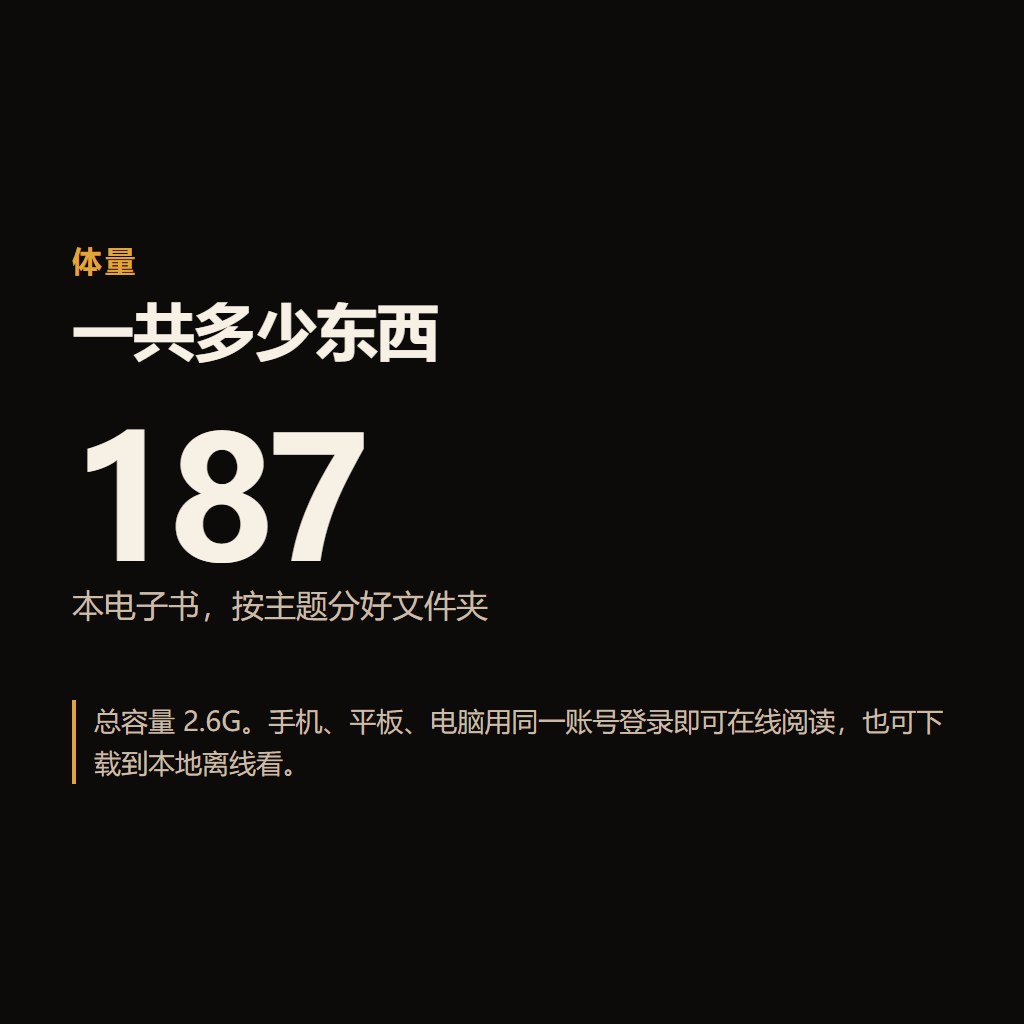 体量
一共多少东西
187
本电子书，按主题分好文件夹
总容量 2.6G。手机、平板、电脑用同一账号登录即可在线阅读，也可下
载到本地离线看。